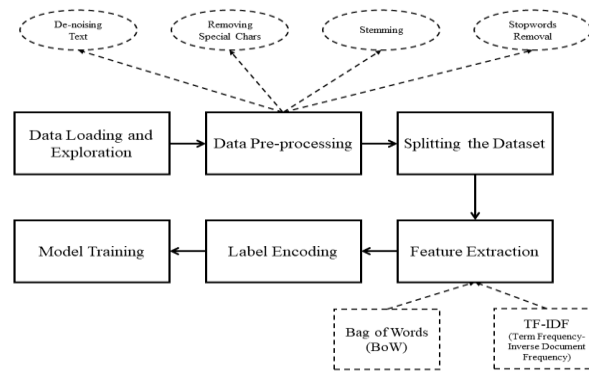 De-noising
Text
Removing
Special Chars
Stemming
Stopwords
Removal
Data Loading and
Exploration
Data Pre-processing
Splitting the Dataset
Model Training
Label Encoding
Feature Extraction
Bag of Words
(BoW)
TF-IDF
(Term Frequency-
Inverse Document
Frequency)